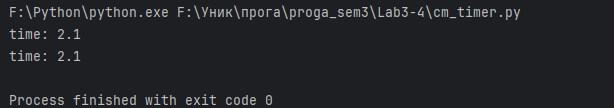 F:\Python\python.exe F:\Уник\прога\proga_sem3\Lab3-4\cm_timer.py
time: 2.1
time: 2.1
Process finished with exit code 0